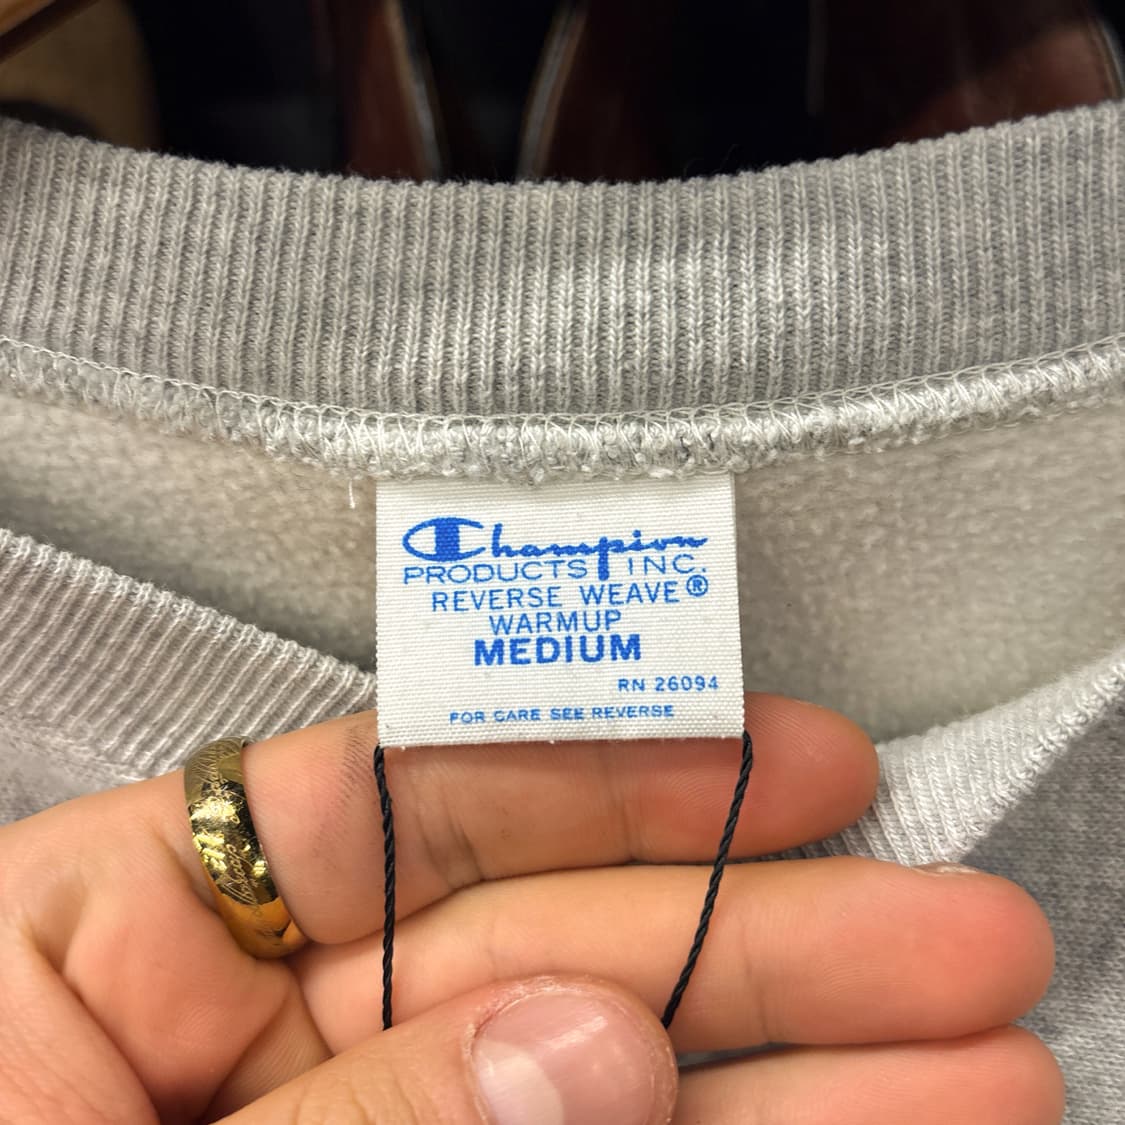 Champion
PRODUCTS INC.
REVERSE WEAVE®
WARMUP
MEDIUM
RN 26094
FOR CARE SEE REVERSE